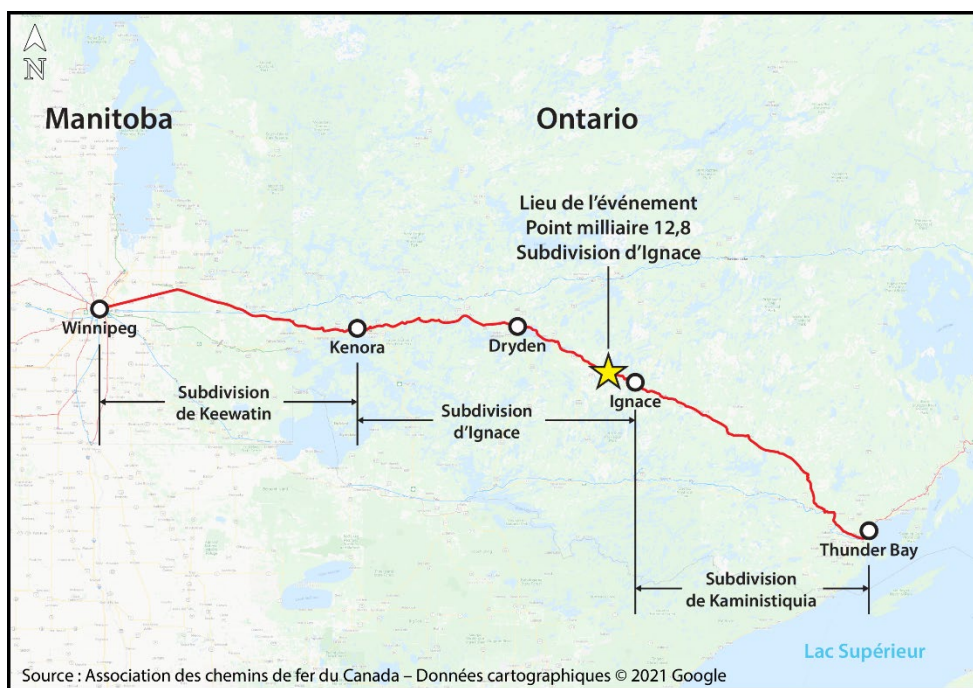 N
Manitoba
Ontario
Lieu de l’événement
Point milliaire 12,8
Subdivision d’Ignace
Winnipeg
Kenora
Dryden
Ignace
Subdivision
de Keewatin
Subdivision
d’Ignace
Thunder Bay
Subdivision
de Kaministiquia
Lac Supérieur
Source : Association des chemins de fer du Canada – Données cartographiques © 2021 Google